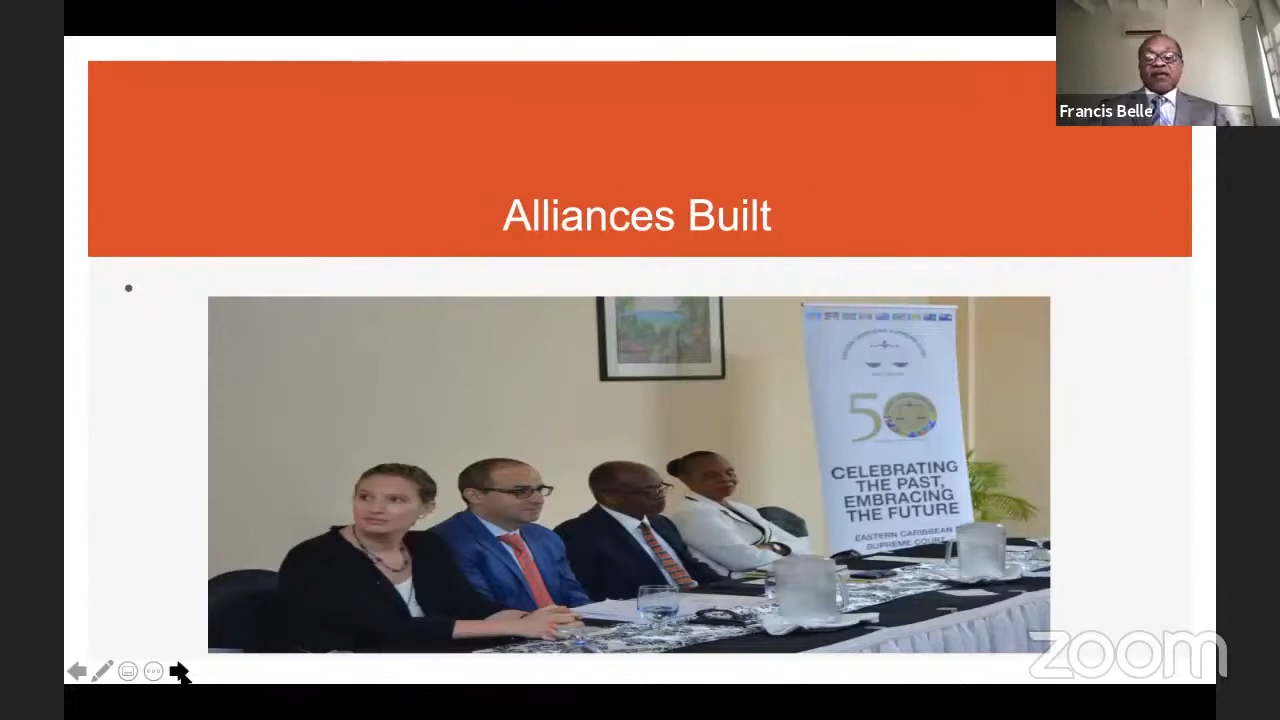 Francis Belle
Alliances Built
50
CELEBRATING
THE PAST,
EMBRACING
THE FUTURE
EASTERN CARIBBEAN
SUPREME COURT
zoom